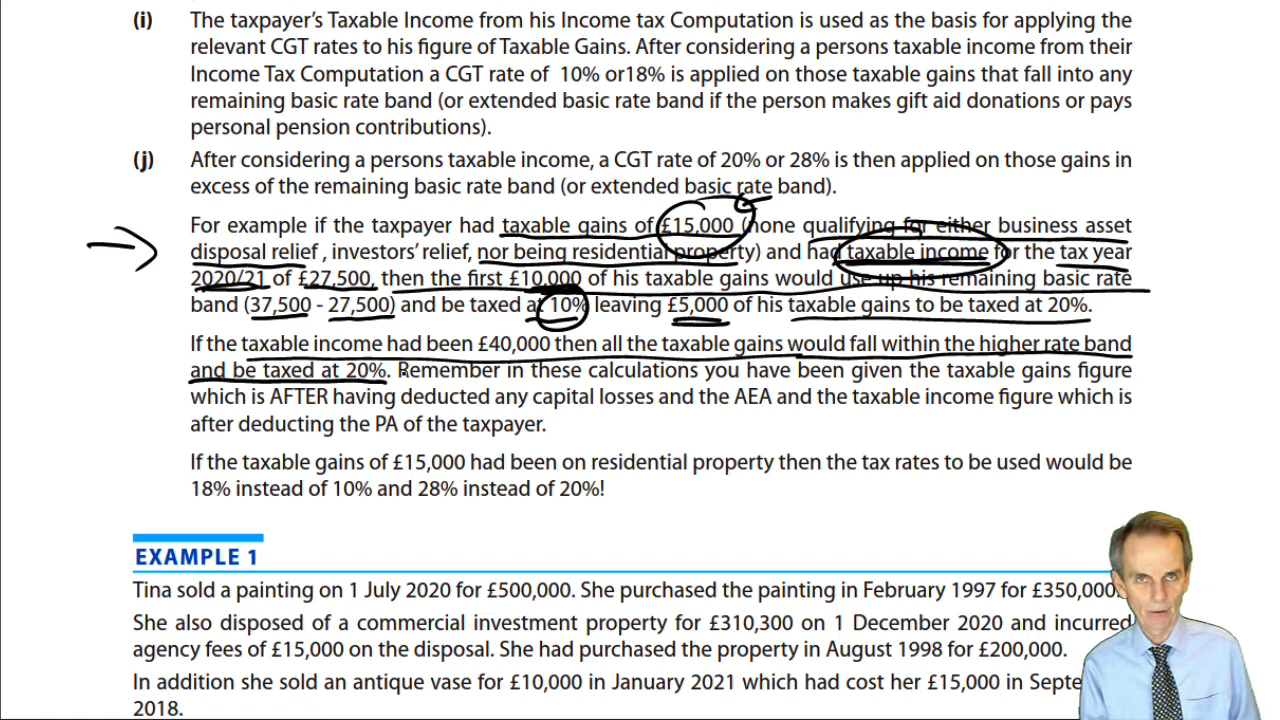 (i) The taxpayer's Taxable Income from his Income tax Computation is used as the basis for applying the
relevant CGT rates to his figure of Taxable Gains. After considering a persons taxable income from their
Income Tax Computation a CGT rate of 10% or18% is applied on those taxable gains that fall into any
remaining basic rate band (or extended basic rate band if the person makes gift aid donations or pays
personal pension contributions).
(j) After considering a persons taxable income, a CGT rate of 20% or 28% is then applied on those gains in
excess of the remaining basic rate band (or extended basic rate band).
For example if the taxpayer had taxable gains of £15,000 (none qualifying for either business asset
disposal relief , investors' relief, nor being residential property) and had taxable income for the tax year
2020/21 of £27,500, then the first £10,000 of his taxable gains would use up his remaining basic rate
band (37,500 - 27,500) and be taxed at 10% leaving £5,000 of his taxable gains to be taxed at 20%.
If the taxable income had been £40,000 then all the taxable gains would fall within the higher rate band
and be taxed at 20%. Remember in these calculations you have been given the taxable gains figure
which is AFTER having deducted any capital losses and the AEA and the taxable income figure which is
after deducting the PA of the taxpayer.
If the taxable gains of £15,000 had been on residential property then the tax rates to be used would be
18% instead of 10% and 28% instead of 20%!
EXAMPLE 1
Tina sold a painting on 1 July 2020 for £500,000. She purchased the painting in February 1997 for £350,000.
She also disposed of a commercial investment property for £310,300 on 1 December 2020 and incurred
agency fees of £15,000 on the disposal. She had purchased the property in August 1998 for £200,000.
In addition she sold an antique vase for £10,000 in January 2021 which had cost her £15,000 in Septe
2018.